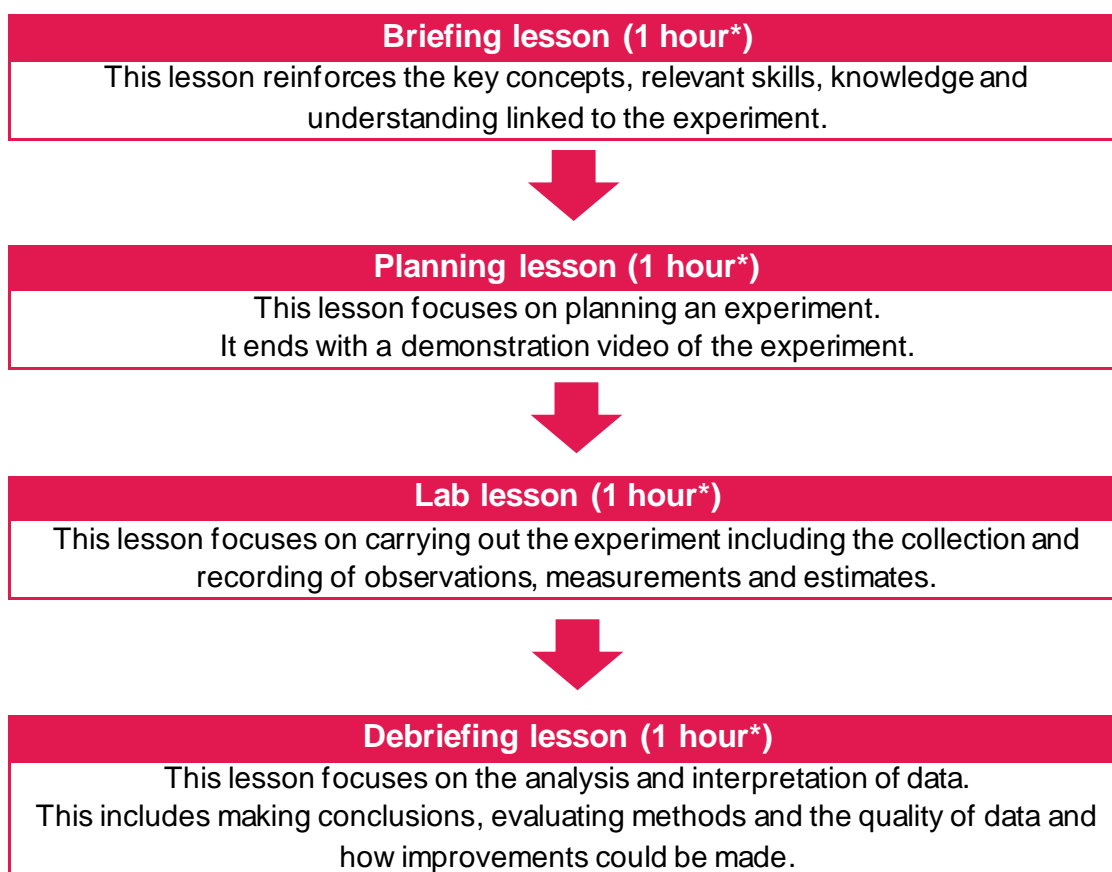 Briefing lesson (1 hour*)
This lesson reinforces the key concepts, relevant skills, knowledge and
understanding linked to the experiment.
Planning lesson (1 hour*)
This lesson focuses on planning an experiment.
It ends with a demonstration video of the experiment.
Lab lesson (1 hour*)
This lesson focuses on carrying out the experiment including the collection and
recording of observations, measurements and estimates.
Debriefing lesson (1 hour*)
This lesson focuses on the analysis and interpretation of data.
This includes making conclusions, evaluating methods and the quality of data and
how improvements could be made.